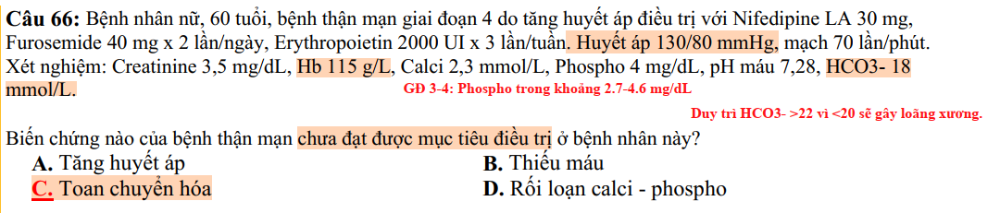 Câu 66: Bệnh nhân nữ, 60 tuổi, bệnh thận mạn giai đoạn 4 do tăng huyết áp điều trị với Nifedipine LA 30 mg,
Furosemide 40 mg x 2 lần/ngày, Erythropoietin 2000 UI x 3 lần/tuần. Huyết áp 130/80 mmHg, mạch 70 lần/phút.
Xét nghiệm: Creatinine 3,5 mg/dL, Hb 115 g/L, Calci 2,3 mmol/L, Phospho 4 mg/dL, pH máu 7,28, HCO3- 18
mmol/L.
GĐ 3-4: Phospho trong khoảng 2.7-4.6 mg/dL
Duy trì HCO3- >22 vì <20 sẽ gây loãng xương.
Biến chứng nào của bệnh thận mạn chưa đạt được mục tiêu điều trị ở bệnh nhân này?
A. Tăng huyết áp B. Thiếu máu
C. Toan chuyển hóa D. Rối loạn calci - phospho